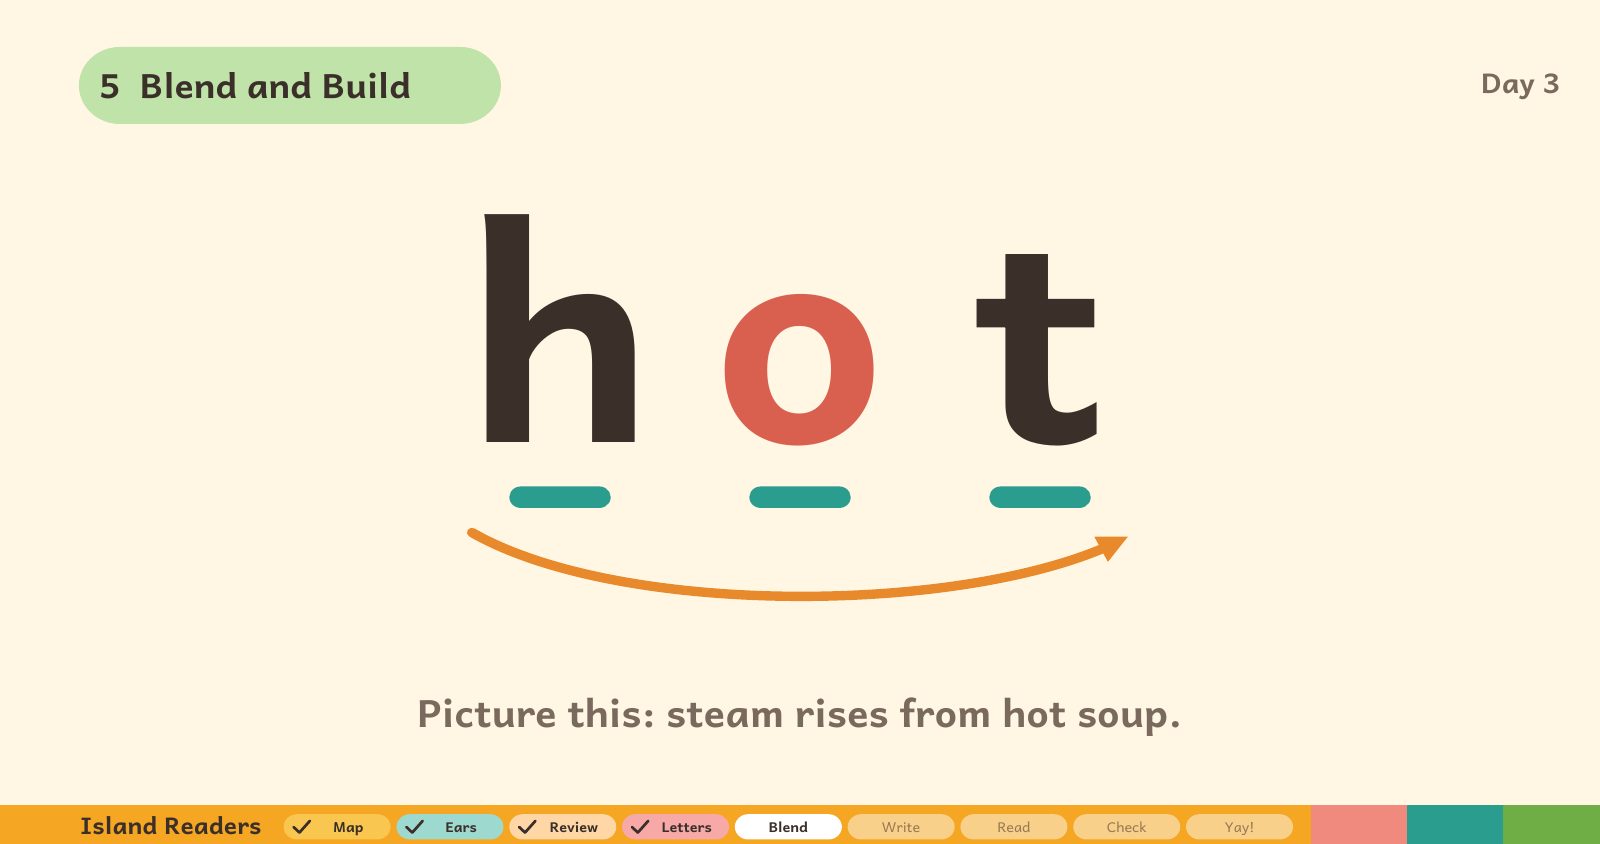 5 Blend and Build
Day 3
hot
Picture this: steam rises from hot soup.
Island Readers
Map
Ears
Review
Letters
Blend
Write
Read
Check
Yay!